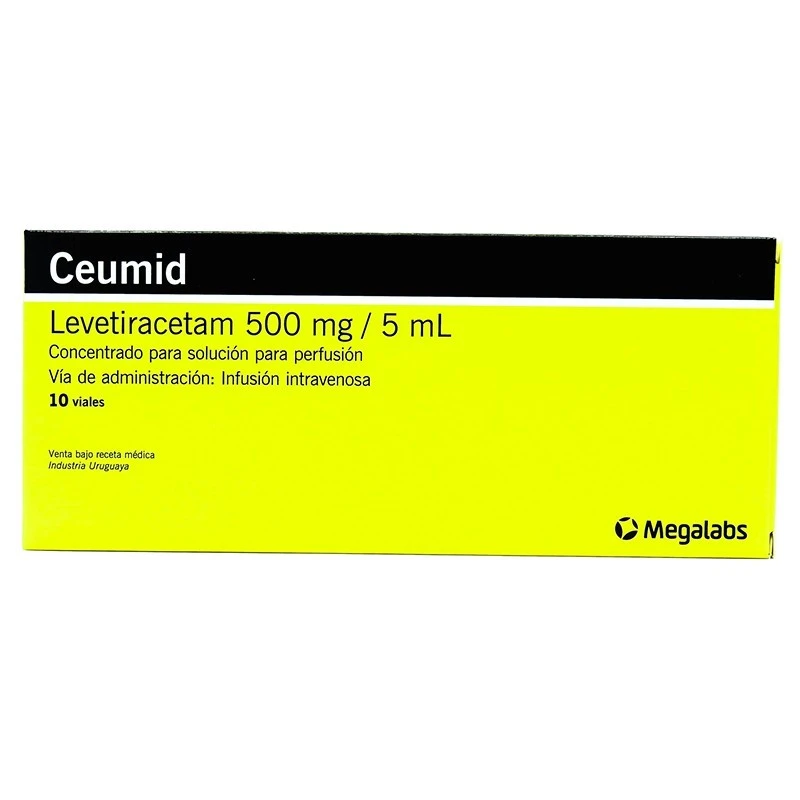 Ceumid
Levetiracetam 500 mg / 5 mL
Concentrado para solución para perfusión
Vía de administración: Infusión intravenosa
10 viales
Venta bajo receta médica
Industria Uruguaya
Megalabs